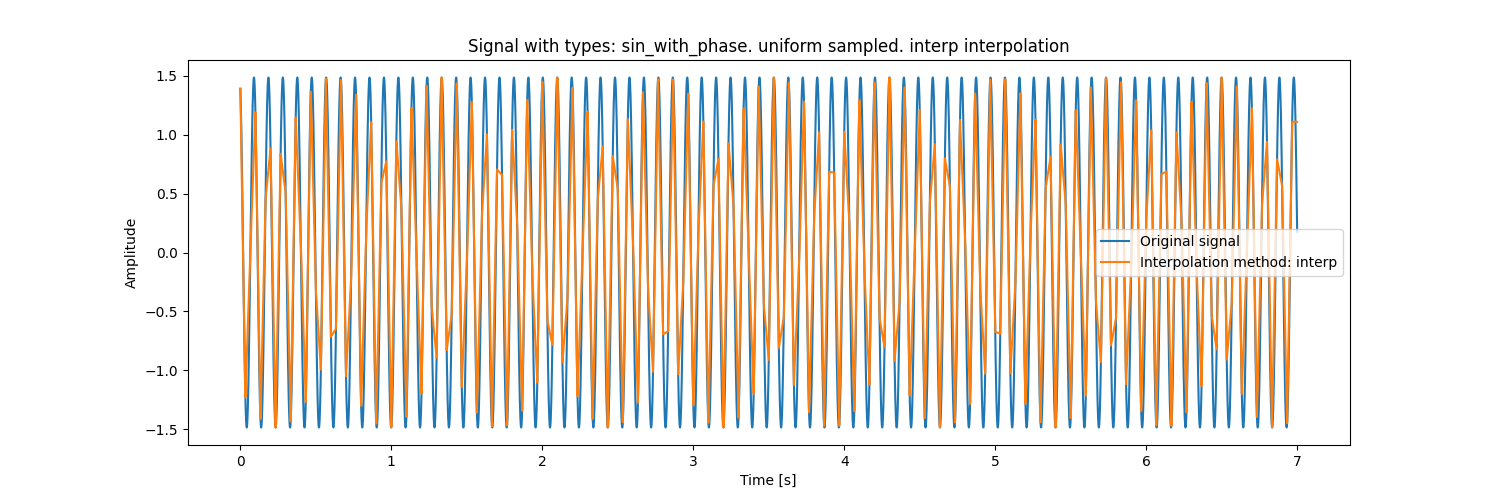 Signal with types: sin_with_phase. uniform sampled. interp interpolation
1.5
1.0
0.5
0.0
−0.5
−1.0
−1.5
Amplitude
Original signal
Interpolation method: interp
0 1 2 3 4 5 6 7
Time [s]